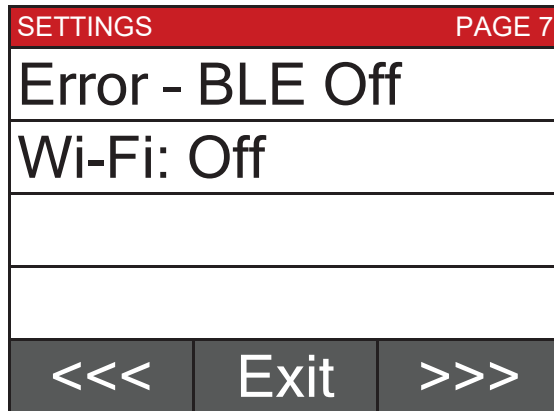 SETTINGS PAGE 7
Error - BLE Off
Wi-Fi: Off
<<< Exit >>>